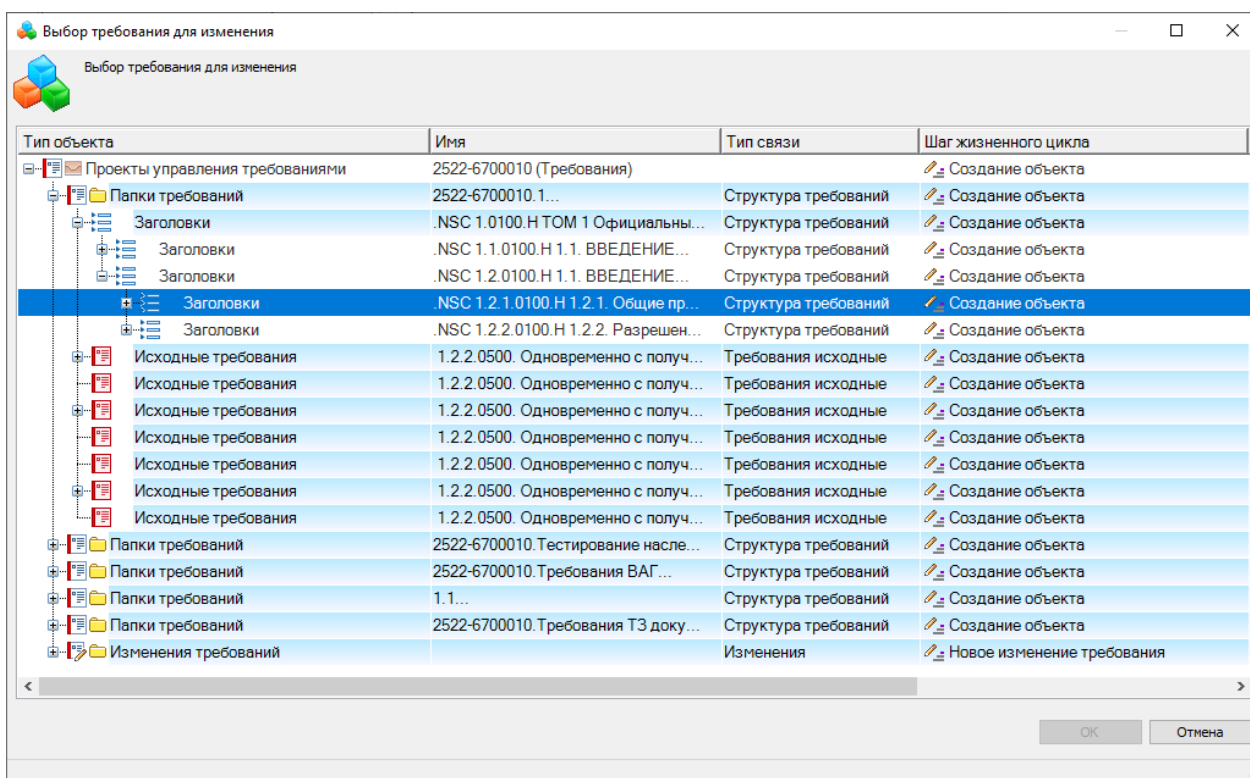 Выбор требования для изменения
Выбор требования для изменения
Тип объекта Имя Тип связи Шаг жизненного цикла
Проекты управления требованиями 2522-6700010 (Требования) Создание объекта
Папки требований 2522-6700010.1... Структура требований Создание объекта
Заголовки .NSC 1.0100.H ТОМ 1 Официальны... Структура требований Создание объекта
Заголовки .NSC 1.1.0100.H 1.1. ВВЕДЕНИЕ... Структура требований Создание объекта
Заголовки .NSC 1.2.0100.H 1.1. ВВЕДЕНИЕ... Структура требований Создание объекта
Заголовки .NSC 1.2.1.0100.H 1.2.1. Общие пр... Структура требований Создание объекта
Заголовки .NSC 1.2.2.0100.H 1.2.2. Разрешен... Структура требований Создание объекта
Исходные требования 1.2.2.0500. Одновременно с получ... Требования исходные Создание объекта
Исходные требования 1.2.2.0500. Одновременно с получ... Требования исходные Создание объекта
Исходные требования 1.2.2.0500. Одновременно с получ... Требования исходные Создание объекта
Исходные требования 1.2.2.0500. Одновременно с получ... Требования исходные Создание объекта
Исходные требования 1.2.2.0500. Одновременно с получ... Требования исходные Создание объекта
Исходные требования 1.2.2.0500. Одновременно с получ... Требования исходные Создание объекта
Исходные требования 1.2.2.0500. Одновременно с получ... Требования исходные Создание объекта
Папки требований 2522-6700010.Тестирование насле... Структура требований Создание объекта
Папки требований 2522-6700010.Требования ВАГ... Структура требований Создание объекта
Папки требований 1.1... Структура требований Создание объекта
Папки требований 2522-6700010.Требования ТЗ доку... Структура требований Создание объекта
Изменения требований Изменения Новое изменение требования
OK Отмена